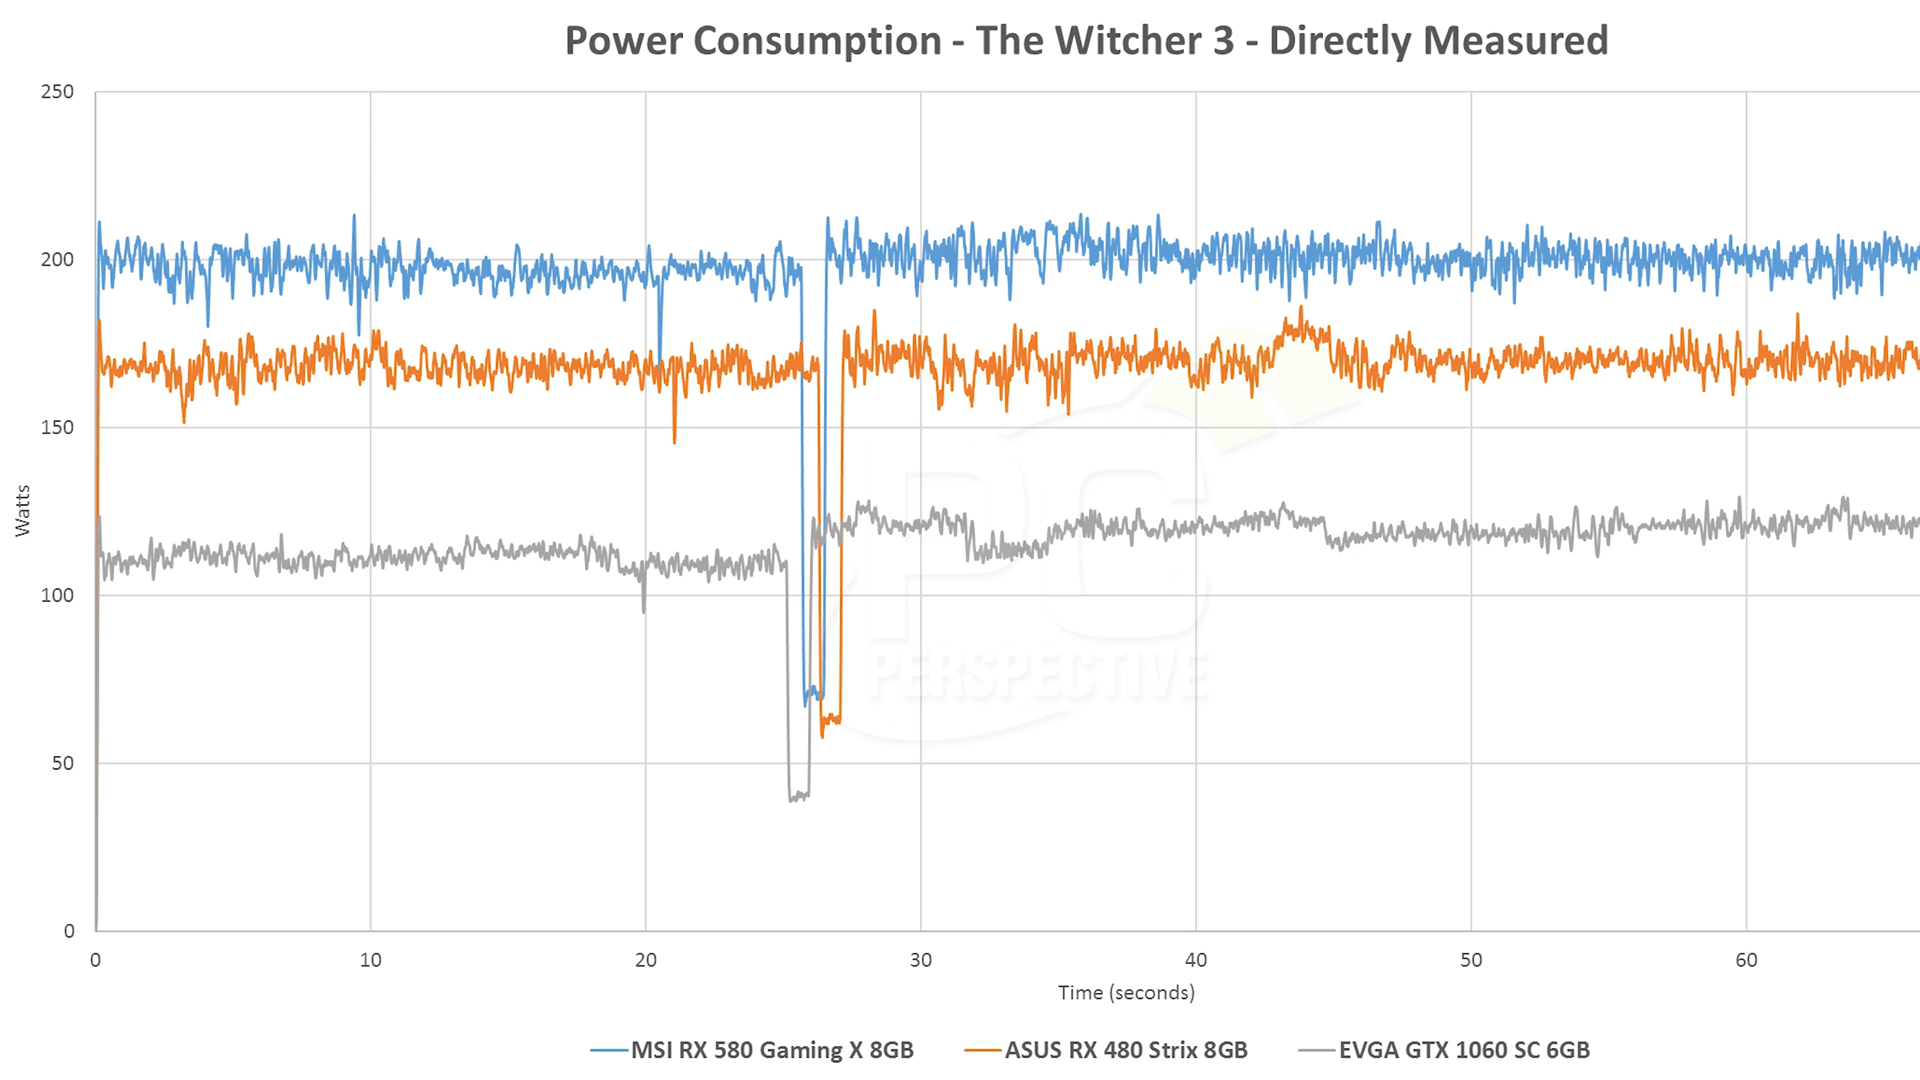 Power Consumption - The Witcher 3 - Directly Measured
250
200
150
100
50
0
Watts
PC
PERSPECTIVE
0 10 20 30 40 50 60
Time (seconds)
MSI RX 580 Gaming X 8GB ASUS RX 480 Strix 8GB EVGA GTX 1060 SC 6GB